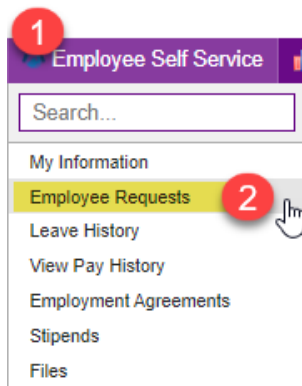 1
Employee Self Service
Search...
My Information
Employee Requests 2
Leave History
View Pay History
Employment Agreements
Stipends
Files